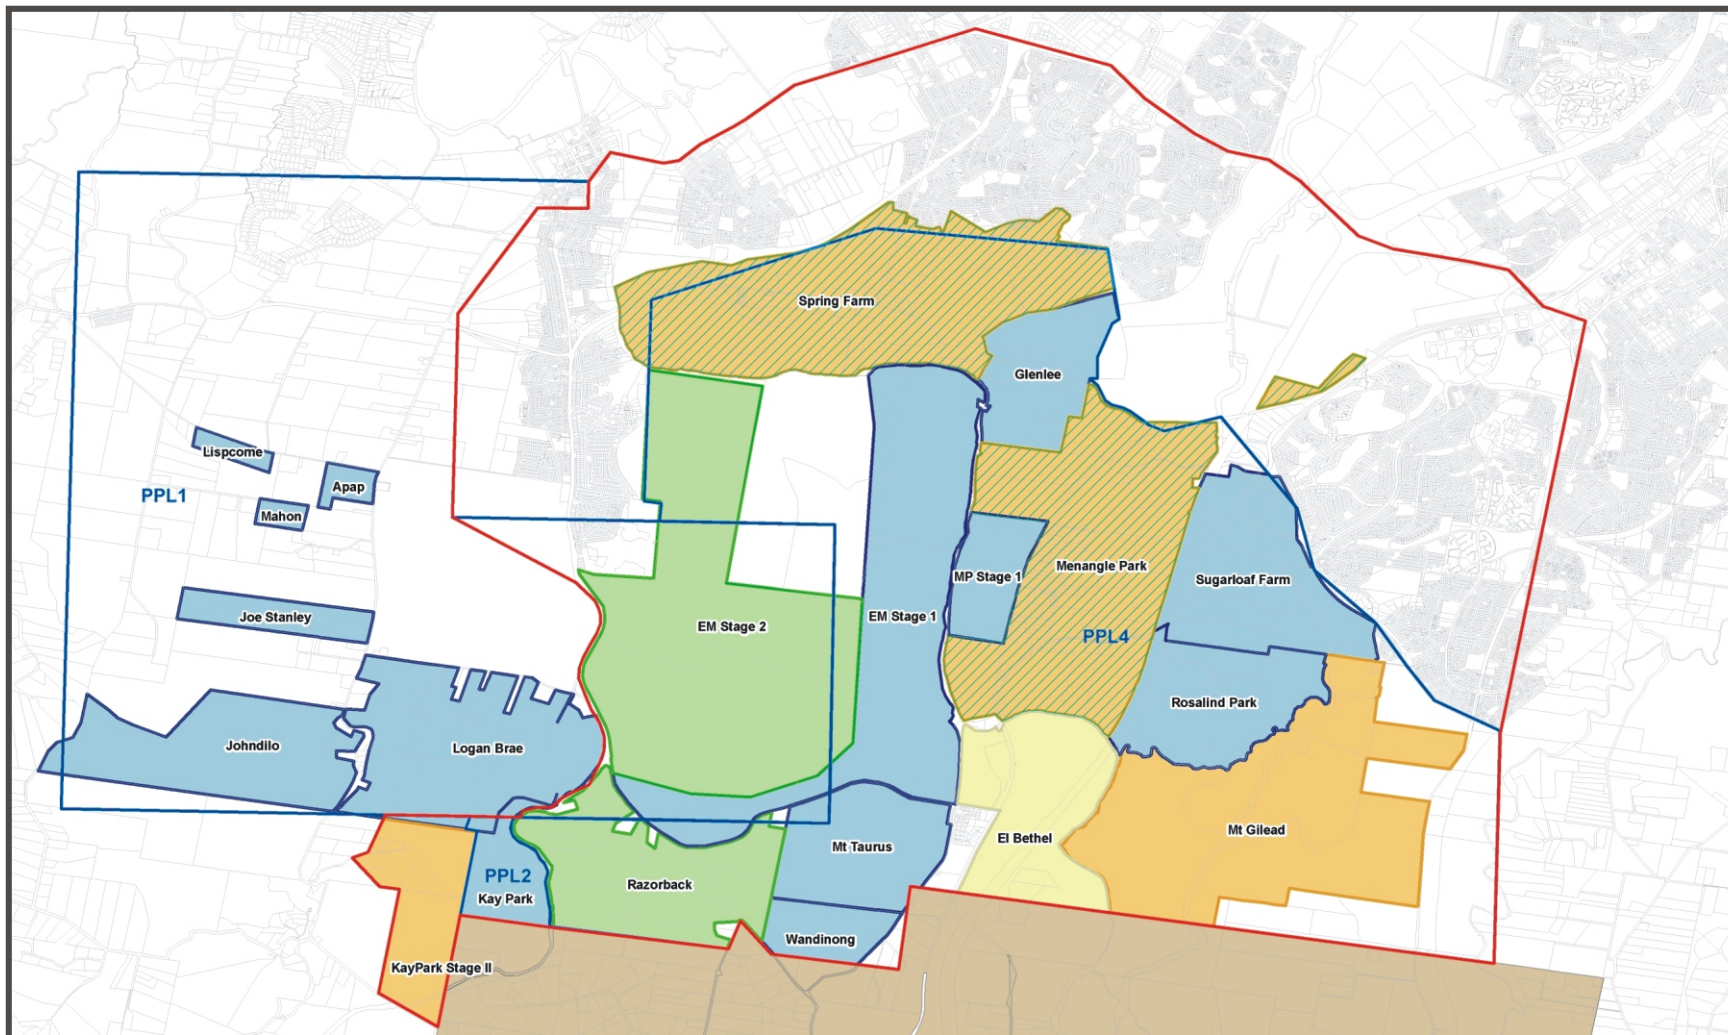 Spring Farm
Glenlee
Lispcome
Apap
PPL1
Mahon
MP Stage 1
Menangle Park
Sugarloaf Farm
Joe Stanley
EM Stage 2
EM Stage 1
PPL4
Rosalind Park
Johndilo
Logan Brae
Mt Gilead
El Bethel
Mt Taurus
PPL2
Razorback
Kay Park
Wandinong
KayPark Stage II